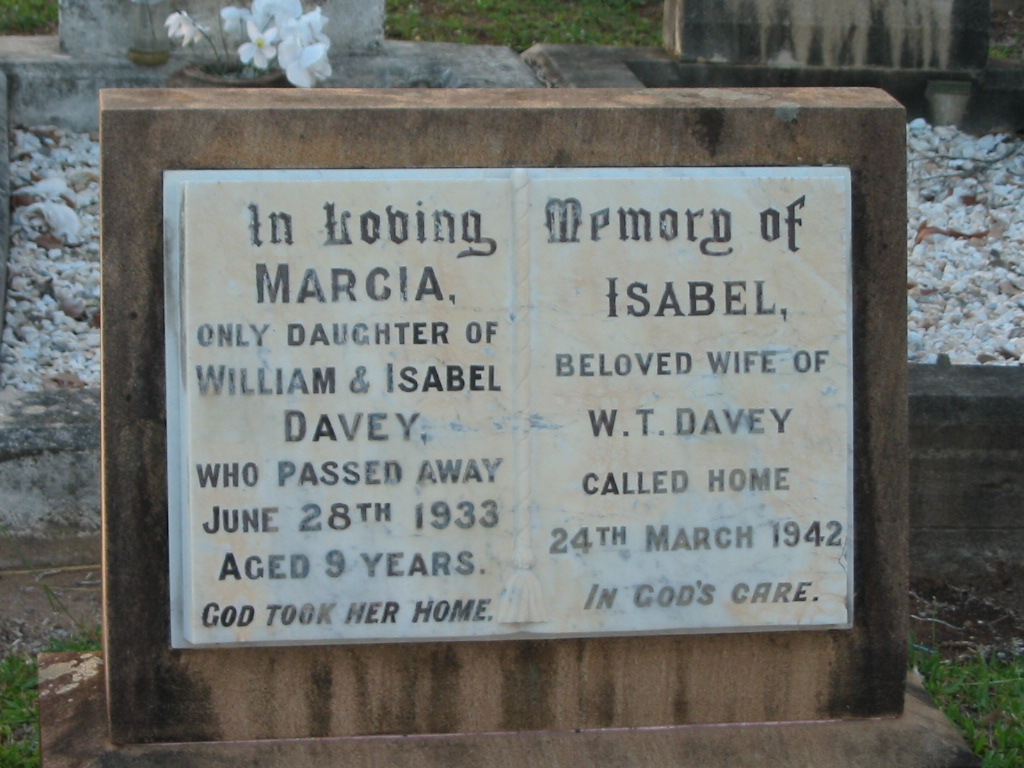 In Loving Memory of
MARCIA,
ONLY DAUGHTER OF
WILLIAM & ISABEL
DAVEY,
WHO PASSED AWAY
JUNE 28TH 1933
AGED 9 YEARS.
GOD TOOK HER HOME.
ISABEL,
BELOVED WIFE OF
W. T. DAVEY
CALLED HOME
24TH MARCH 1942
IN GOD'S CARE.